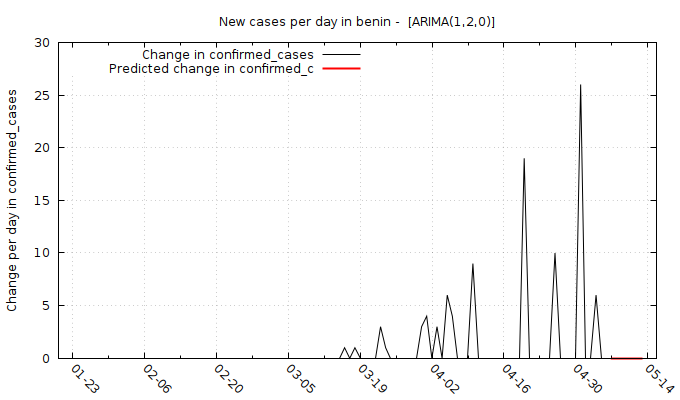 New cases per day in benin -  [ARIMA(1,2,0)]
Change in confirmed_cases
Predicted change in confirmed_c
Change per day in confirmed_cases
30
25
20
15
10
5
0
01-23 02-06 02-20 03-05 03-19 04-02 04-16 04-30 05-14